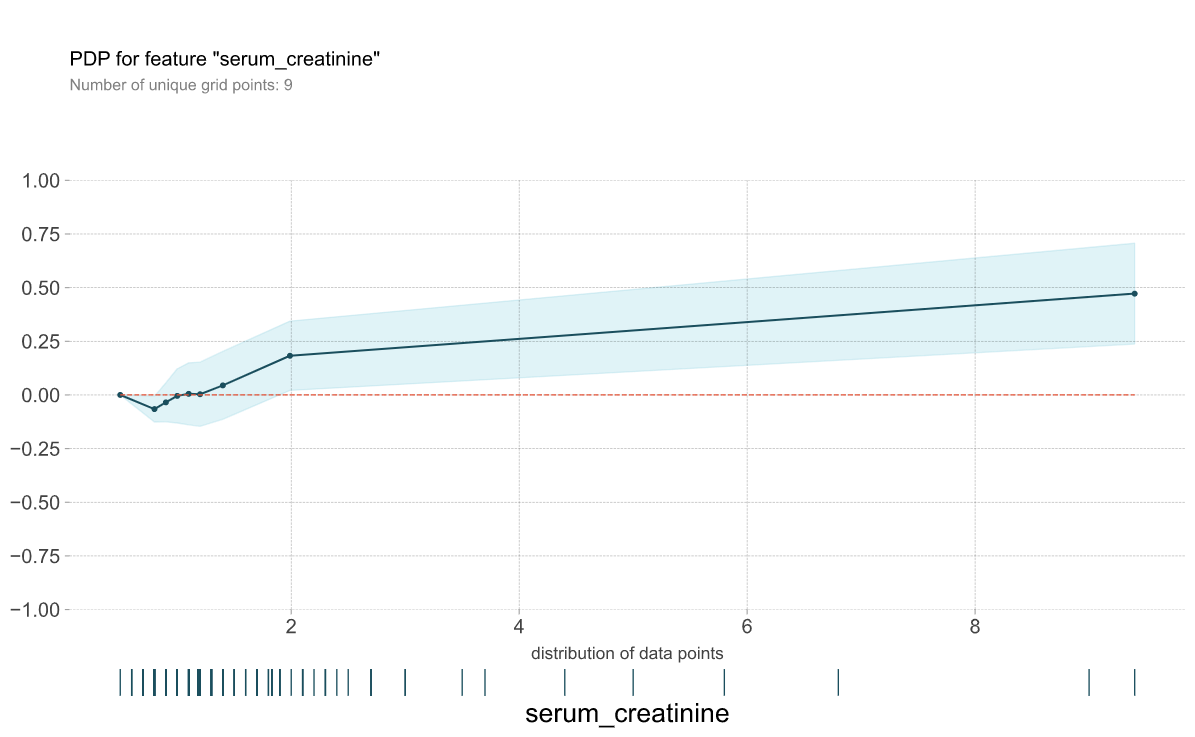 PDP for feature "serum_creatinine"
Number of unique grid points: 9
1.00
0.75
0.50
0.25
0.00
−0.25
−0.50
−0.75
−1.00
2 4 6 8
distribution of data points
serum_creatinine